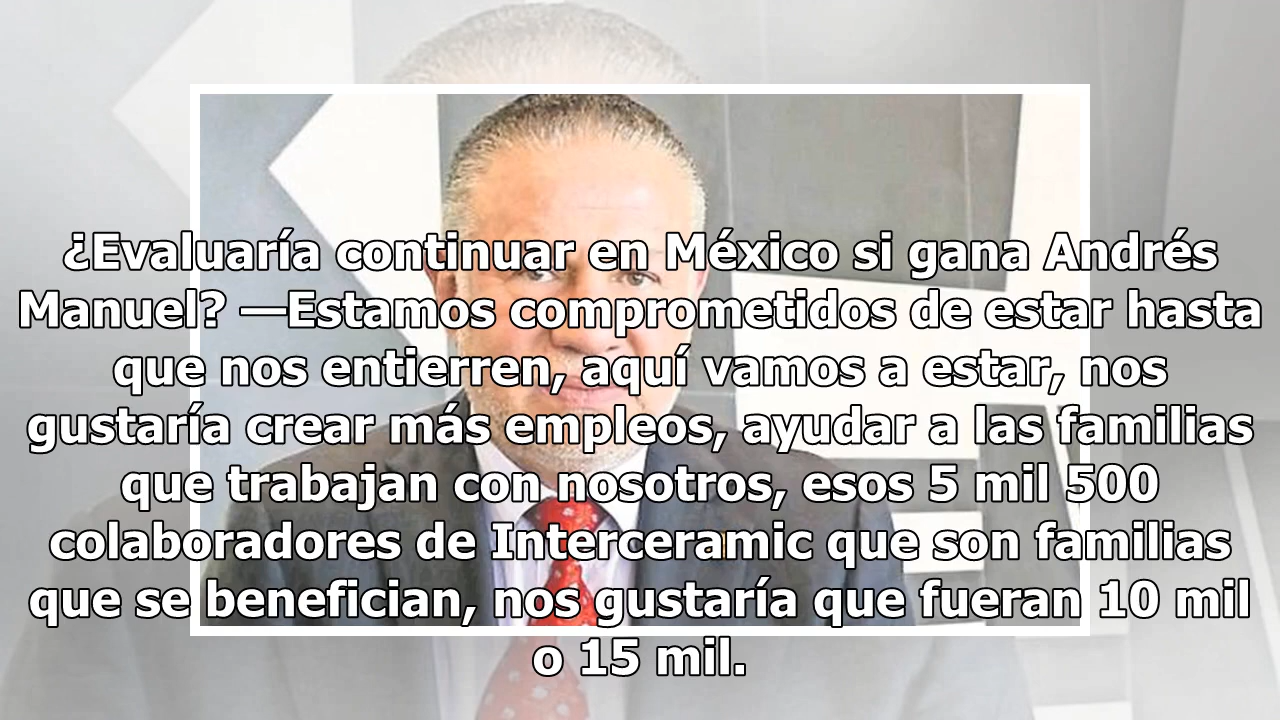 ¿Evaluaría continuar en México si gana Andrés
Manuel? —Estamos comprometidos de estar hasta
que nos entierren, aquí vamos a estar, nos
gustaría crear más empleos, ayudar a las familias
que trabajan con nosotros, esos 5 mil 500
colaboradores de Interceramic que son familias
que se benefician, nos gustaría que fueran 10 mil
o 15 mil.